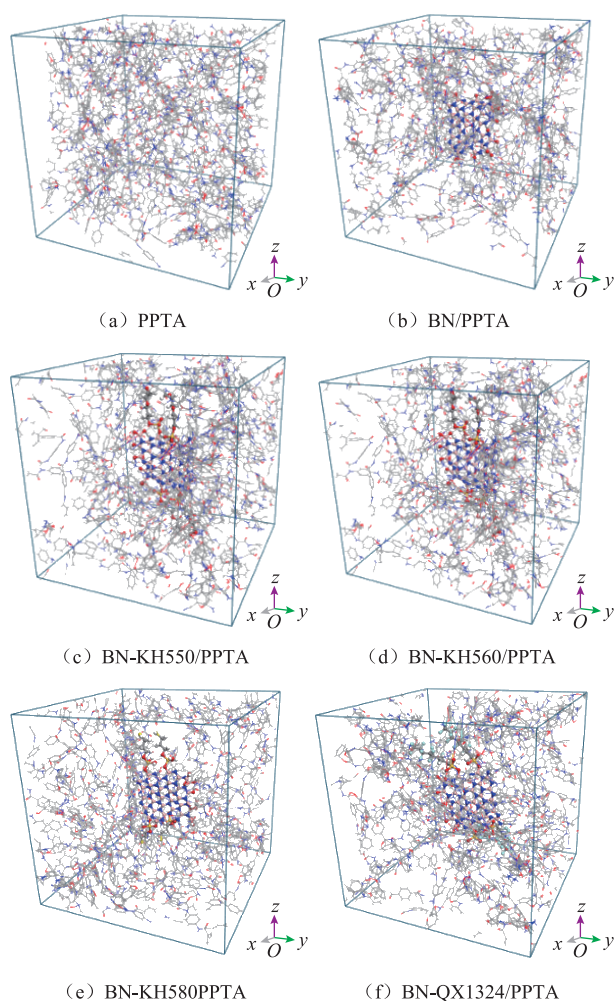 z
x O y
z
x O y
（a）PPTA
（b）BN/PPTA
z
x O y
z
x O y
（c）BN-KH550/PPTA
（d）BN-KH560/PPTA
z
x O y
z
x O y
（e）BN-KH580PPTA
（f）BN-QX1324/PPTA